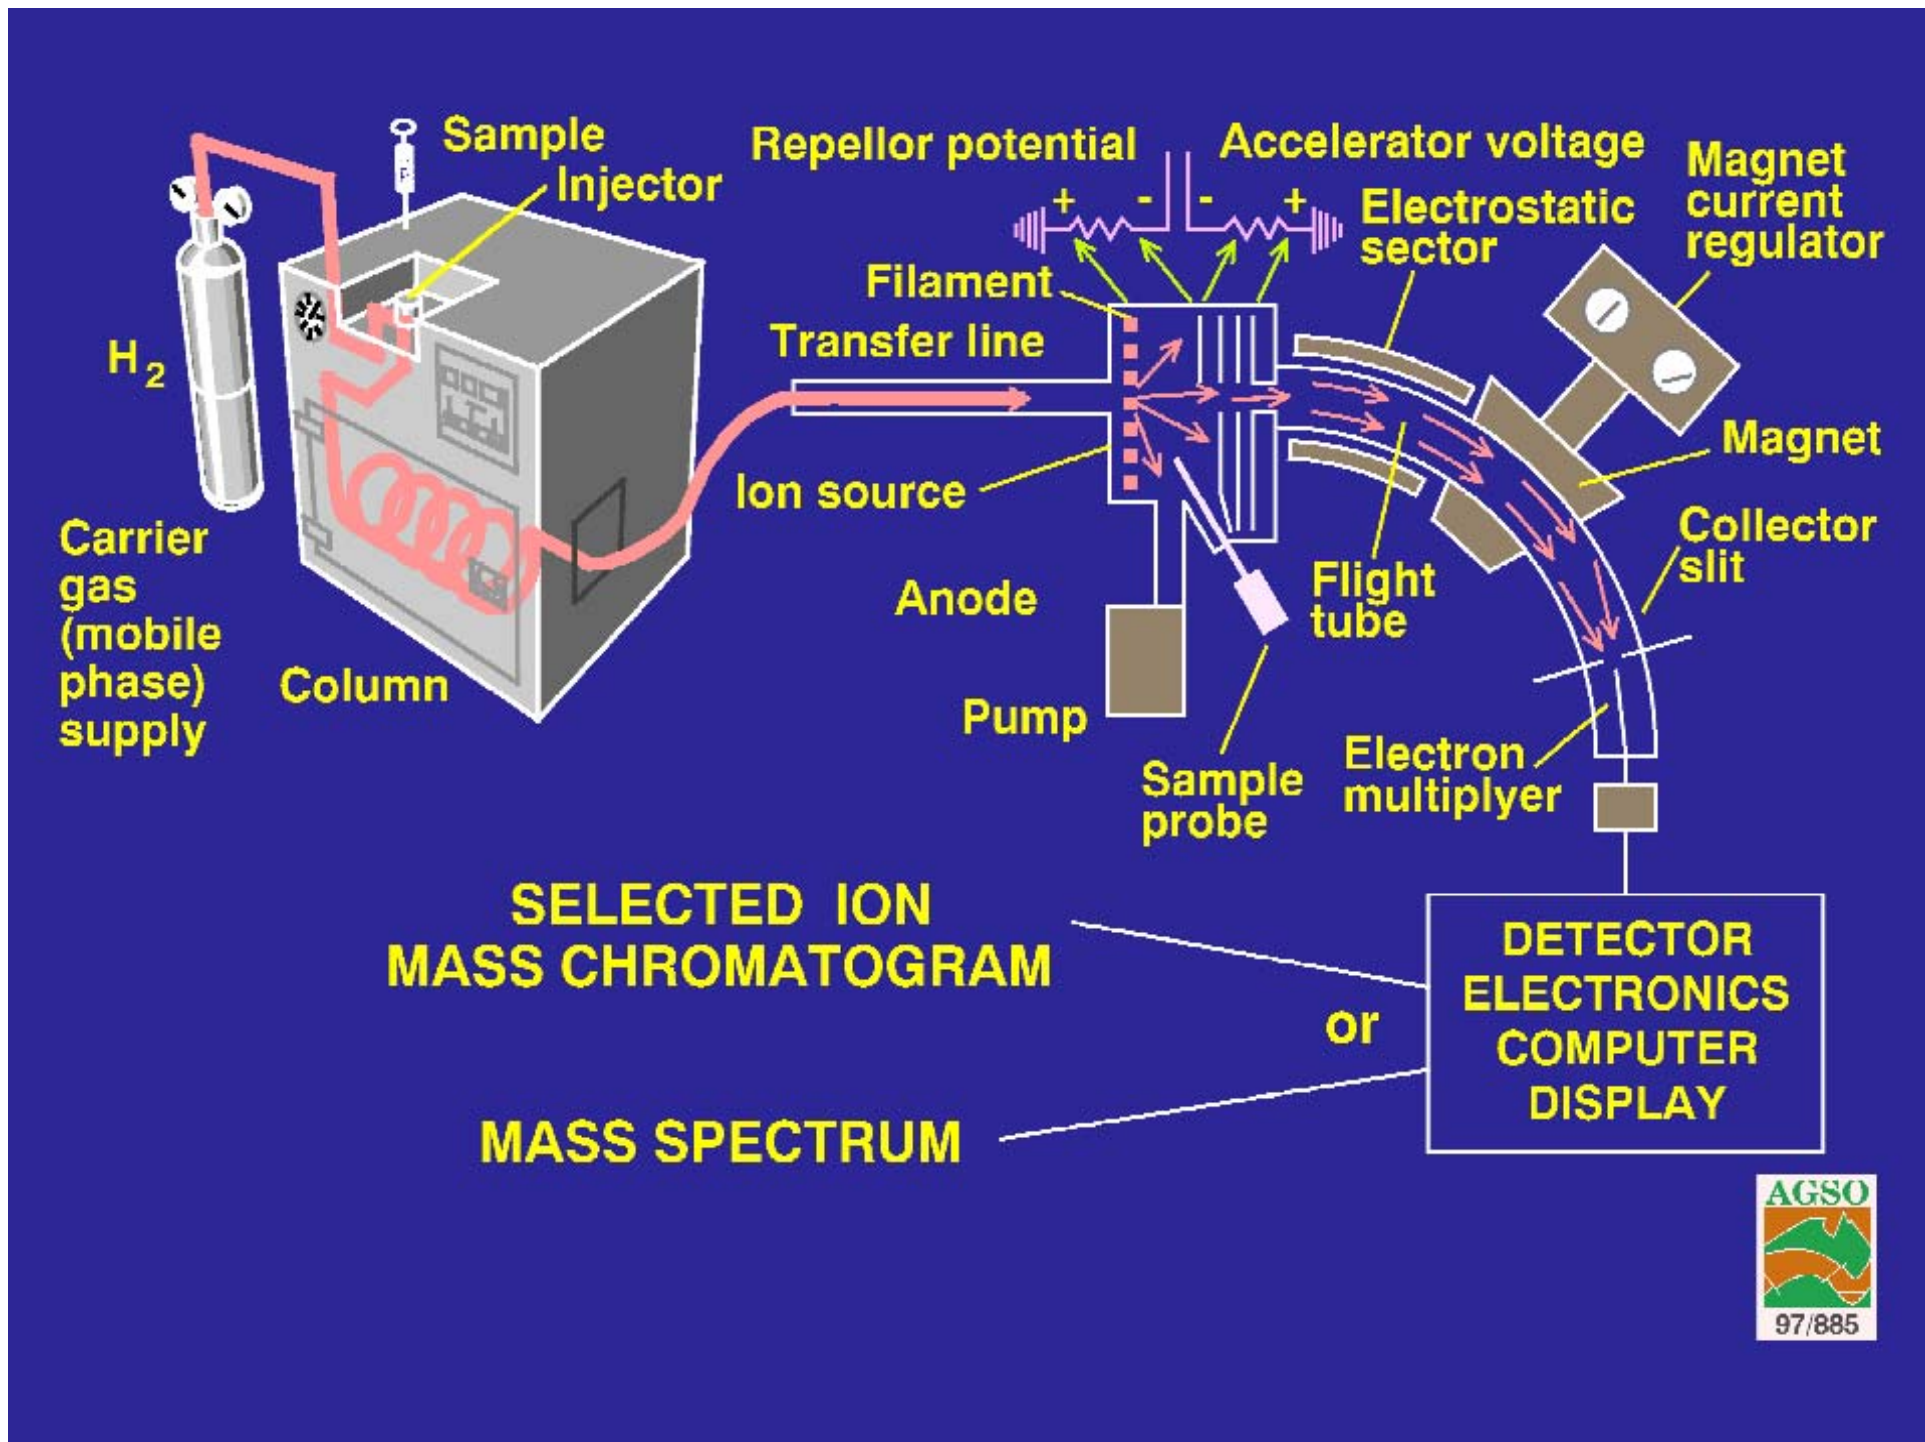 Sample
Injector
Repellor potential
Accelerator voltage
Magnet
current
regulator
+ - - +
Electrostatic
sector
Filament
Transfer line
H2
Magnet
Ion source
Collector
slit
Carrier
gas
(mobile
phase)
supply
Column
Anode
Flight
tube
Pump
Sample
probe
Electron
multiplyer
SELECTED ION
MASS CHROMATOGRAM
or
MASS SPECTRUM
DETECTOR
ELECTRONICS
COMPUTER
DISPLAY
AGSO
97/885